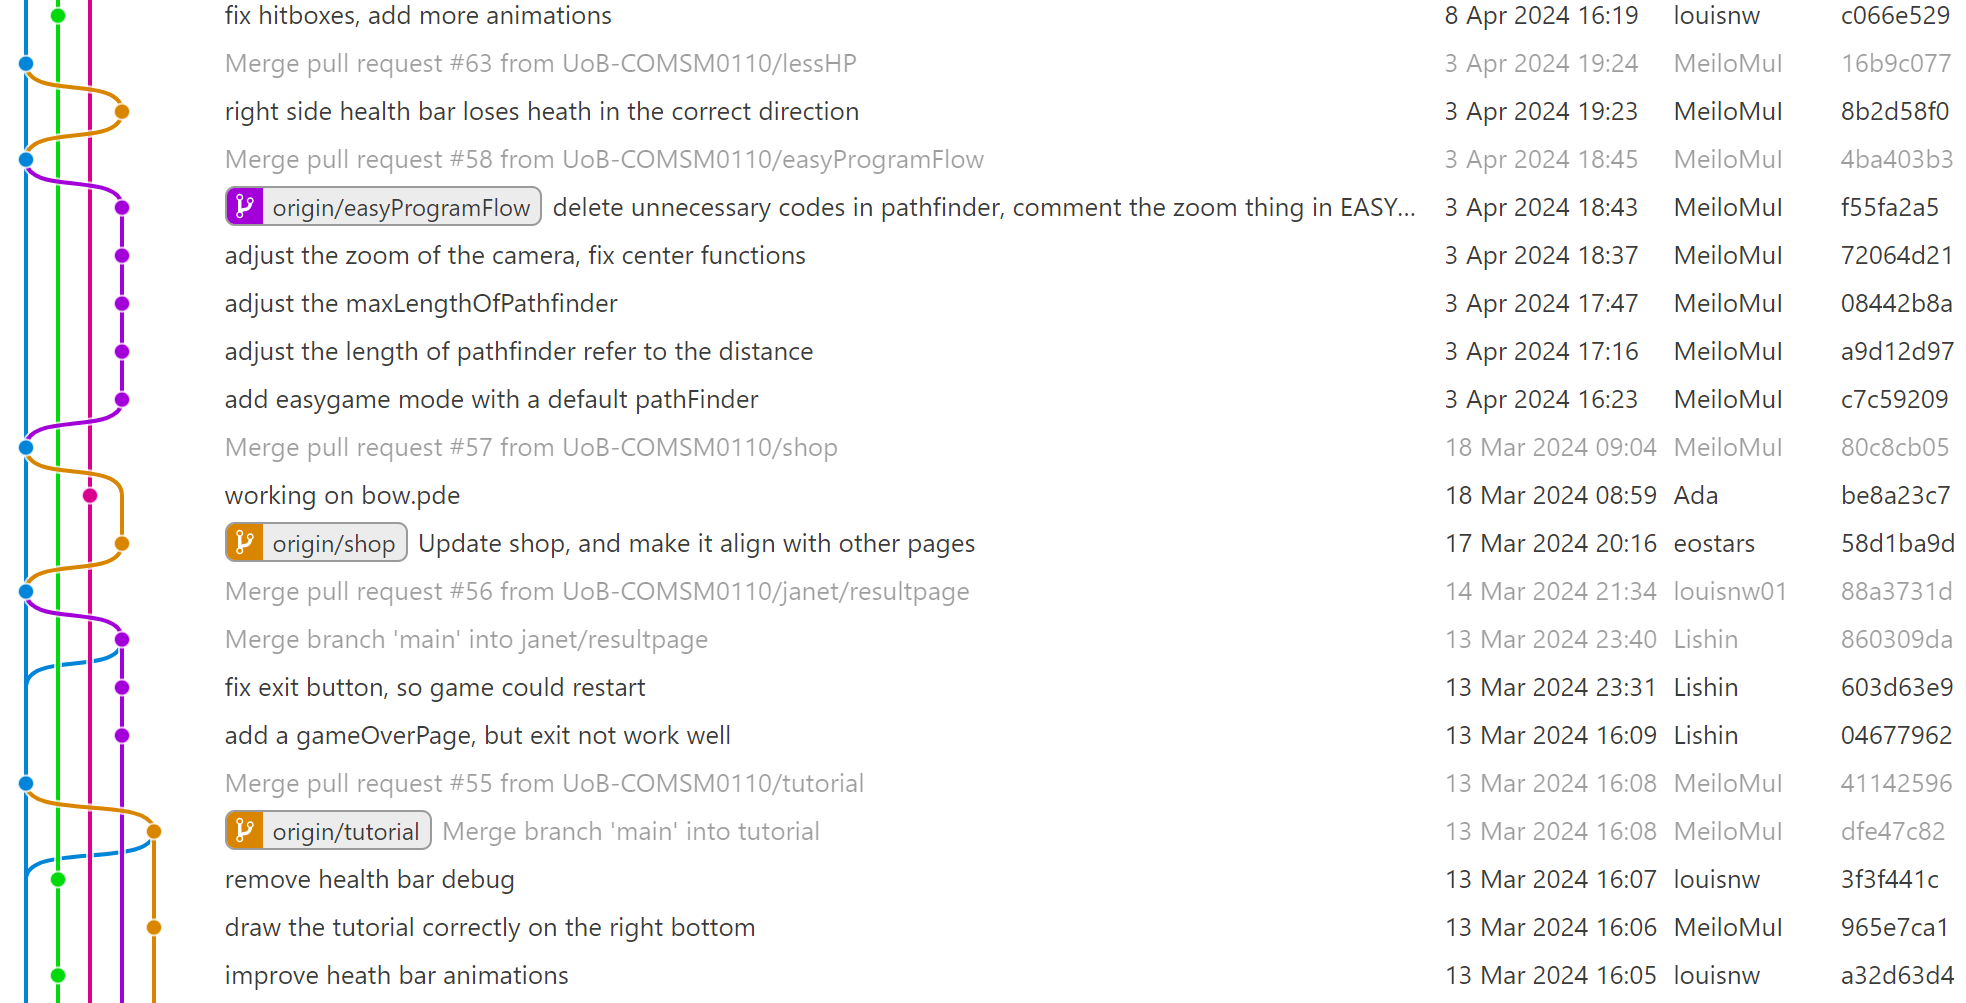 fix hitboxes, add more animations 8 Apr 2024 16:19 louisnw c066e529
Merge pull request #63 from UoB-COMSM0110/lessHP 3 Apr 2024 19:24 MeiloMul 16b9c077
right side health bar loses heath in the correct direction 3 Apr 2024 19:23 MeiloMul 8b2d58f0
Merge pull request #58 from UoB-COMSM0110/easyProgramFlow 3 Apr 2024 18:45 MeiloMul 4ba403b3
origin/easyProgramFlow delete unnecessary codes in pathfinder, comment the zoom thing in EASY... 3 Apr 2024 18:43 MeiloMul f55fa2a5
adjust the zoom of the camera, fix center functions 3 Apr 2024 18:37 MeiloMul 72064d21
adjust the maxLengthOfPathfinder 3 Apr 2024 17:47 MeiloMul 08442b8a
adjust the length of pathfinder refer to the distance 3 Apr 2024 17:16 MeiloMul a9d12d97
add easygame mode with a default pathFinder 3 Apr 2024 16:23 MeiloMul c7c59209
Merge pull request #57 from UoB-COMSM0110/shop 18 Mar 2024 09:04 MeiloMul 80c8cb05
working on bow.pde 18 Mar 2024 08:59 Ada be8a23c7
origin/shop Update shop, and make it align with other pages 17 Mar 2024 20:16 eostars 58d1ba9d
Merge pull request #56 from UoB-COMSM0110/janet/resultpage 14 Mar 2024 21:34 louisnw01 88a3731d
Merge branch 'main' into janet/resultpage 13 Mar 2024 23:40 Lishin 860309da
fix exit button, so game could restart 13 Mar 2024 23:31 Lishin 603d63e9
add a gameOverPage, but exit not work well 13 Mar 2024 16:09 Lishin 04677962
Merge pull request #55 from UoB-COMSM0110/tutorial 13 Mar 2024 16:08 MeiloMul 41142596
origin/tutorial Merge branch 'main' into tutorial 13 Mar 2024 16:08 MeiloMul dfe47c82
remove health bar debug 13 Mar 2024 16:07 louisnw 3f3f441c
draw the tutorial correctly on the right bottom 13 Mar 2024 16:06 MeiloMul 965e7ca1
improve heath bar animations 13 Mar 2024 16:05 louisnw a32d63d4